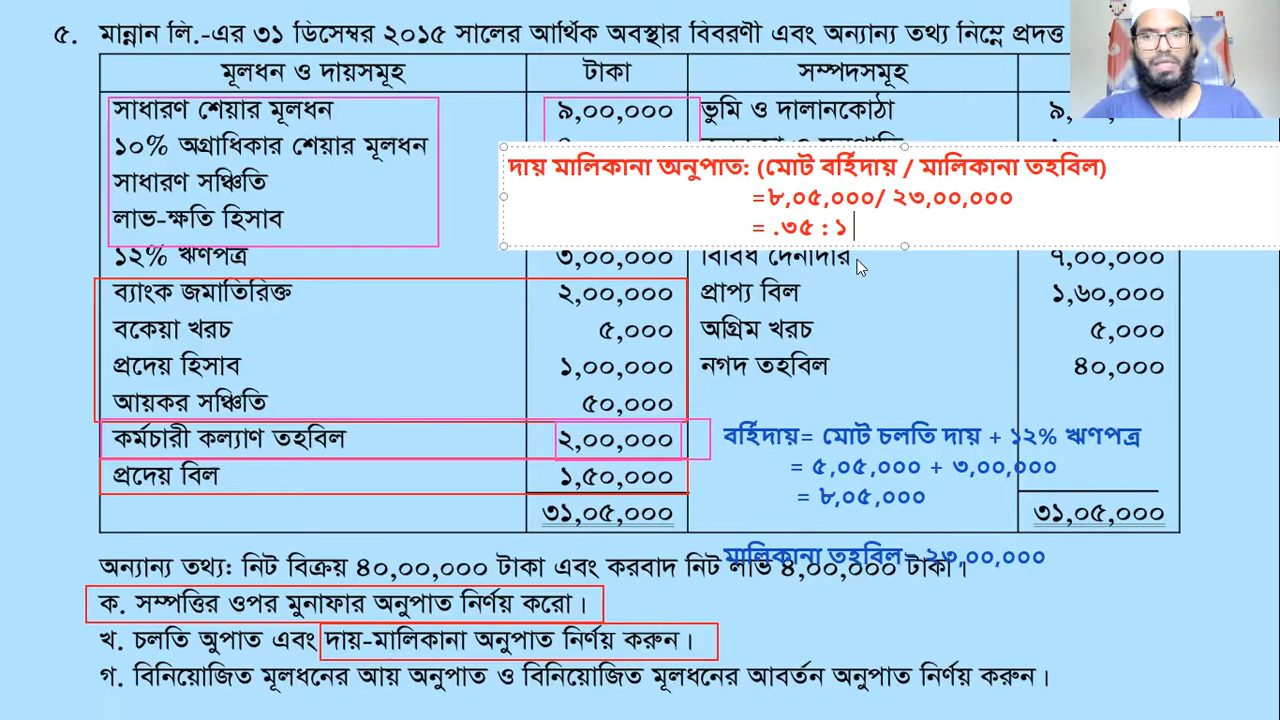 ৫. মান্নান লি.-এর ৩১ ডিসেম্বর ২০১৫ সালের আর্থিক অবস্থার বিবরণী এবং অন্যান্য তথ্য নিম্নে প্রদত্ত
মূলধন ও দায়সমূহ টাকা সম্পদসমূহ
সাধারণ শেয়ার মূলধন ৯,০০,০০০ ভূমি ও দালানকোঠা
১০% অগ্রাধিকার শেয়ার মূলধন
সাধারণ সঞ্চিতি
লাভ-ক্ষতি হিসাব
দায় মালিকানা অনুপাত: (মোট বর্হিদায় / মালিকানা তহবিল)
=৮,০৫,০০০/ ২৩,০০,০০০
= .৩৫ : ১
১২% ঋণপত্র ৩,০০,০০০ বিবিধ দেনাদার ৭,০০,০০০
ব্যাংক জমাতিরিক্ত ২,০০,০০০ প্রাপ্য বিল ১,৬০,০০০
বকেয়া খরচ ৫,০০০ অগ্রিম খরচ ৫,০০০
প্রদেয় হিসাব ১,০০,০০০ নগদ তহবিল ৪০,০০০
আয়কর সঞ্চিতি ৫০,০০০
কর্মচারী কল্যাণ তহবিল ২,০০,০০০
প্রদেয় বিল ১,৫০,০০০
৩১,০৫,০০০ ৩১,০৫,০০০
বর্হিদায়= মোট চলতি দায় + ১২% ঋণপত্র
= ৫,০৫,০০০ + ৩,০০,০০০
= ৮,০৫,০০০
মালিকানা তহবিল= ২৩,০০,০০০
অন্যান্য তথ্য: নিট বিক্রয় ৪০,০০,০০০ টাকা এবং করবাদ নিট লাভ ৪,০০,০০০ টাকা।
ক. সম্পত্তির ওপর মুনাফার অনুপাত নির্ণয় করো।
খ. চলতি অুপাত এবং দায়-মালিকানা অনুপাত নির্ণয় করুন।
গ. বিনিয়োজিত মূলধনের আয় অনুপাত ও বিনিয়োজিত মূলধনের আবর্তন অনুপাত নির্ণয় করুন।